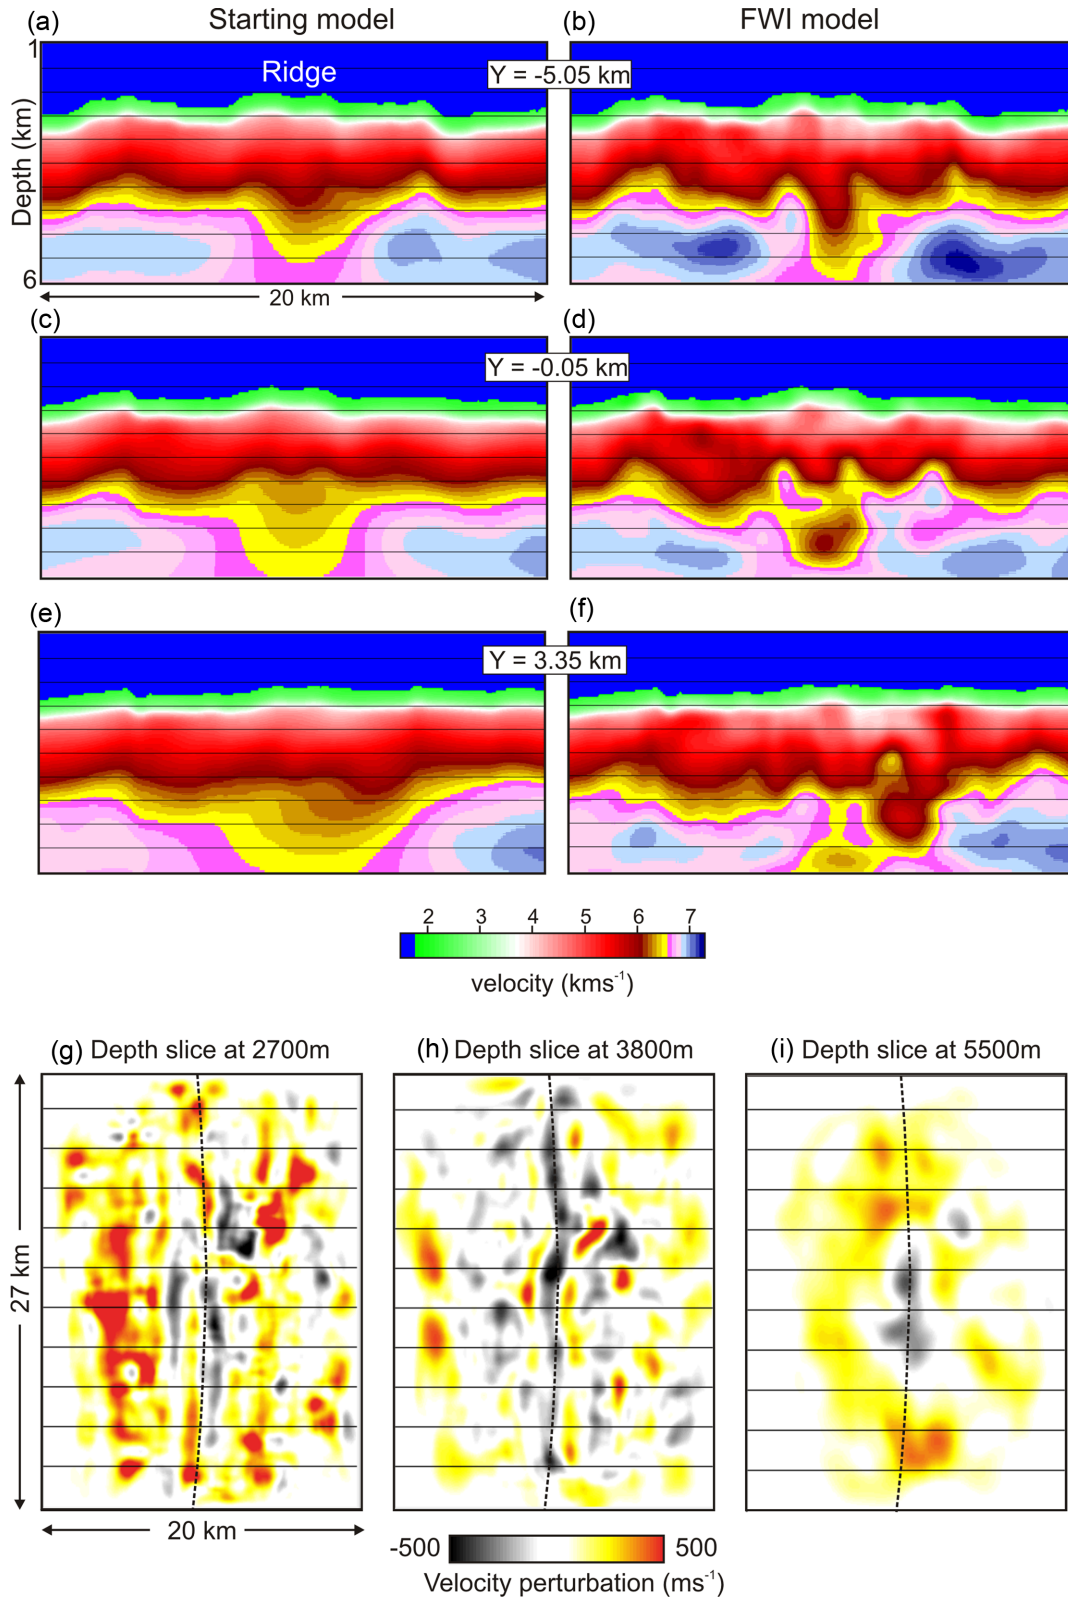 (a) Starting model
(b) FWI model
1
Ridge
Y = -5.05 km
Depth (km)
6
20 km
(c)
(d)
Y = -0.05 km
(e)
(f)
Y = 3.35 km
2 3 4 5 6 7
velocity (kms-1)
(g) Depth slice at 2700m
(h) Depth slice at 3800m
(i) Depth slice at 5500m
27 km
20 km
-500 500
Velocity perturbation (ms-1)